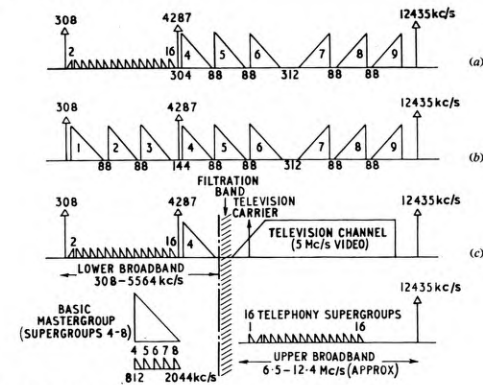 308 4287 12435kc/s
2 16 4 5 6 7 8 9 (a)
304 88 88 312 88 88
308 4287 12435kc/s
1 2 3 4 5 6 7 8 9 (b)
88 88 144 88 88 312 88 88
FILTRATION
BAND
308 4287 TELEVISION 12435kc/s
CARRIER
2 16 4 TELEVISION CHANNEL
(5 Mc/s VIDEO) (c)
LOWER BROADBAND
308-5564kc/s
BASIC
MASTERGROUP
(SUPERGROUPS 4-8)
12435kc/s
16 TELEPHONY SUPERGROUPS
1 16
4 5 6 7 8
812 2044kc/s
UPPER BROADBAND
6·5-12·4 Mc/s (APPROX)